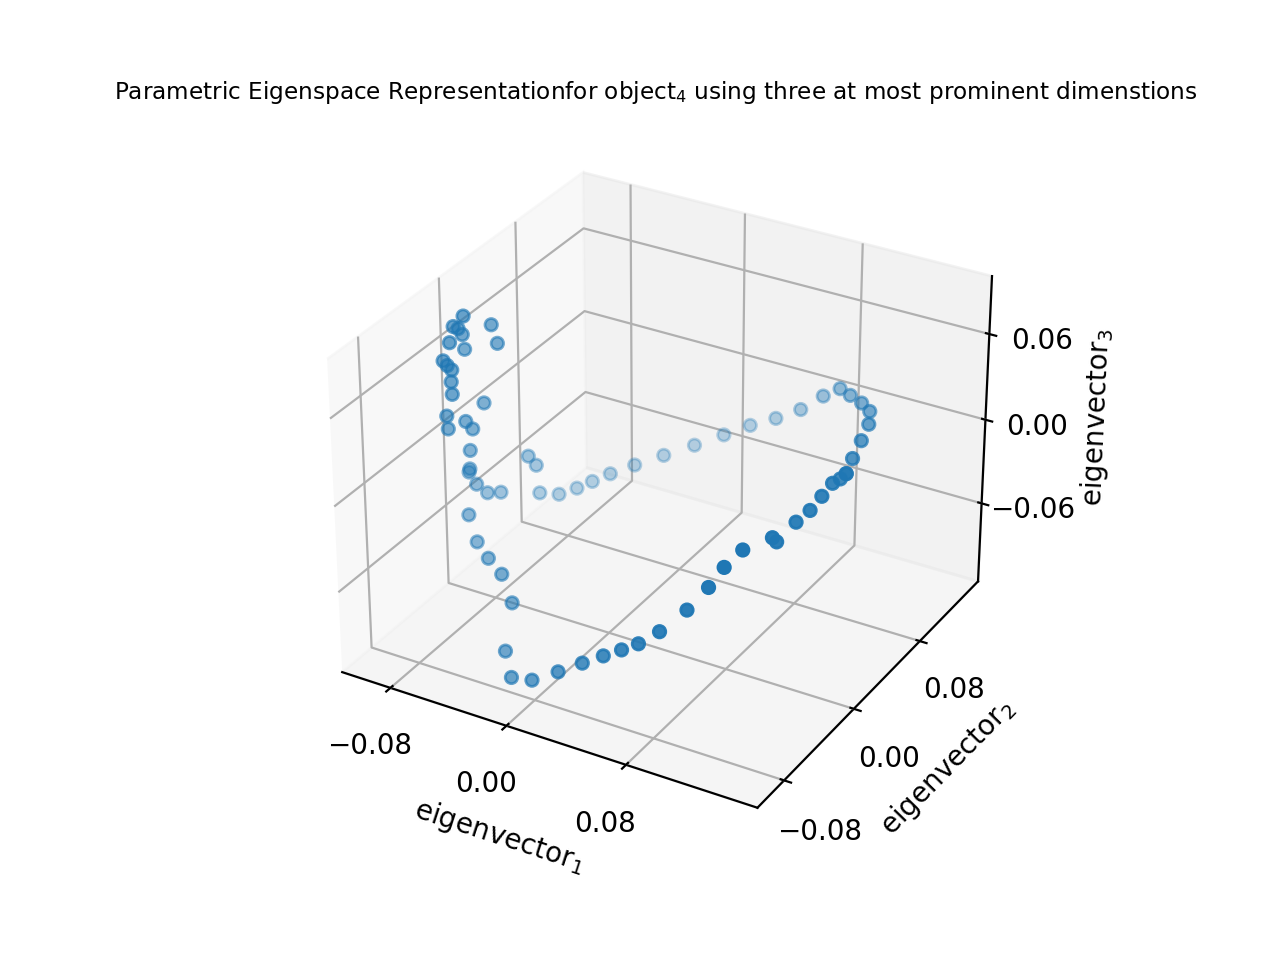 Parametric Eigenspace Representationfor object₄ using three at most prominent dimenstions
0.06
0.00
−0.06
eigenvector₃
0.08
0.00
−0.08
eigenvector₂
−0.08
0.00
0.08
eigenvector₁